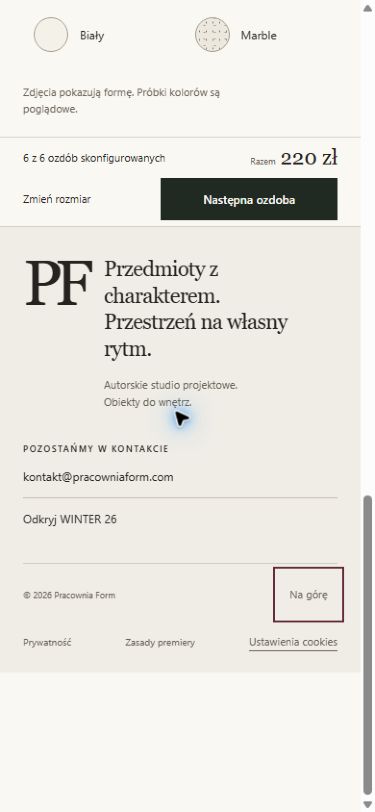 Biały
Marble
Zdjęcia pokazują formę. Próbki kolorów są
poglądowe.
6 z 6 ozdób skonfigurowanych
Razem 220 zł
Zmień rozmiar
Następna ozdoba
PF
Przedmioty z
charakterem.
Przestrzeń na własny
rytm.
Autorskie studio projektowe.
Obiekty do wnętrz.
POZOSTAŃMY W KONTAKCIE
kontakt@pracowniaform.com
Odkryj WINTER 26
© 2026 Pracownia Form
Na górę
Prywatność
Zasady premiery
Ustawienia cookies